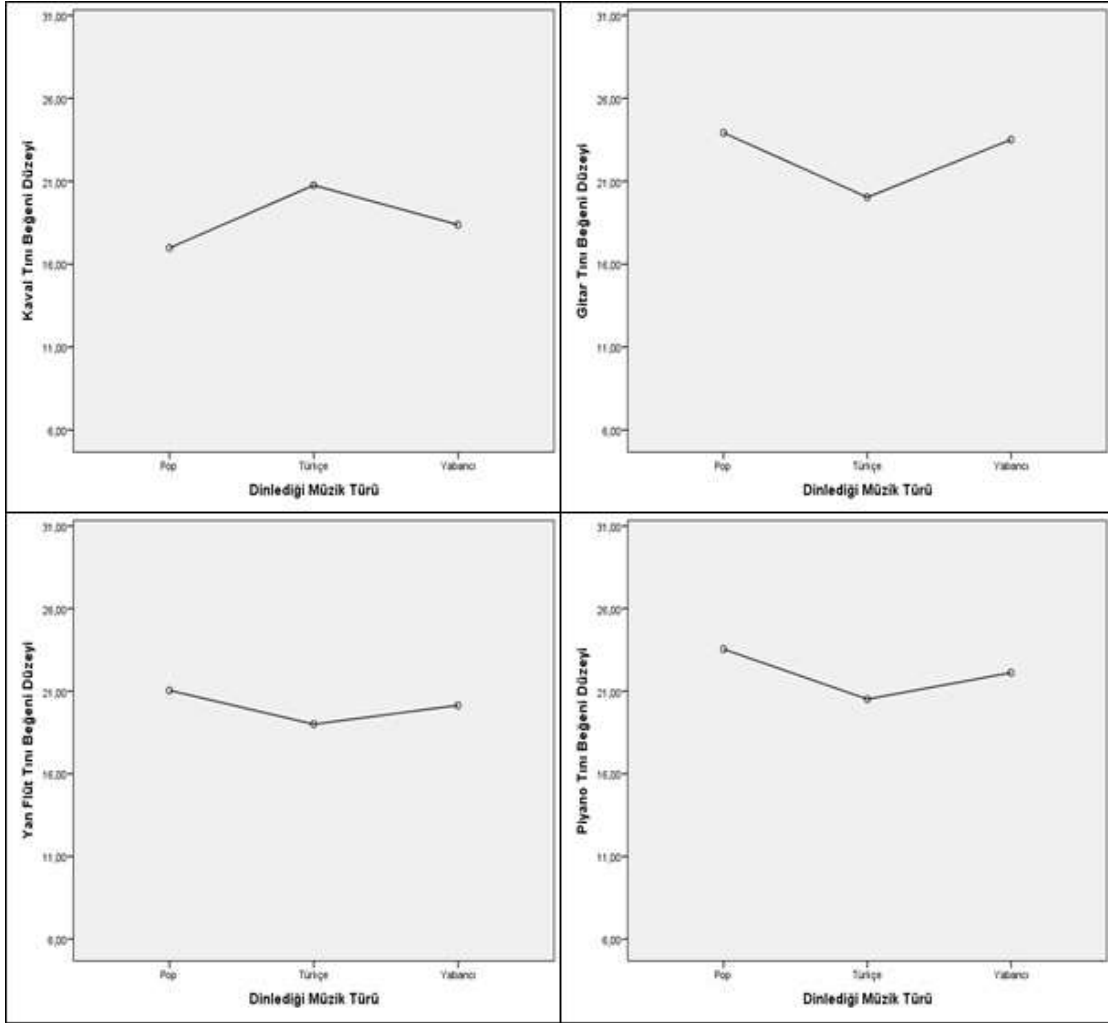 Kaval Tını Beğeni Düzeyi
31,00
26,00
21,00
16,00
11,00
6,00
Pop Türkçe Yabancı
Dinlediği Müzik Türü
Gitar Tını Beğeni Düzeyi
31,00
26,00
21,00
16,00
11,00
6,00
Pop Türkçe Yabancı
Dinlediği Müzik Türü
Yan Flüt Tını Beğeni Düzeyi
31,00
26,00
21,00
16,00
11,00
6,00
Pop Türkçe Yabancı
Dinlediği Müzik Türü
Piyano Tını Beğeni Düzeyi
31,00
26,00
21,00
16,00
11,00
6,00
Pop Türkçe Yabancı
Dinlediği Müzik Türü